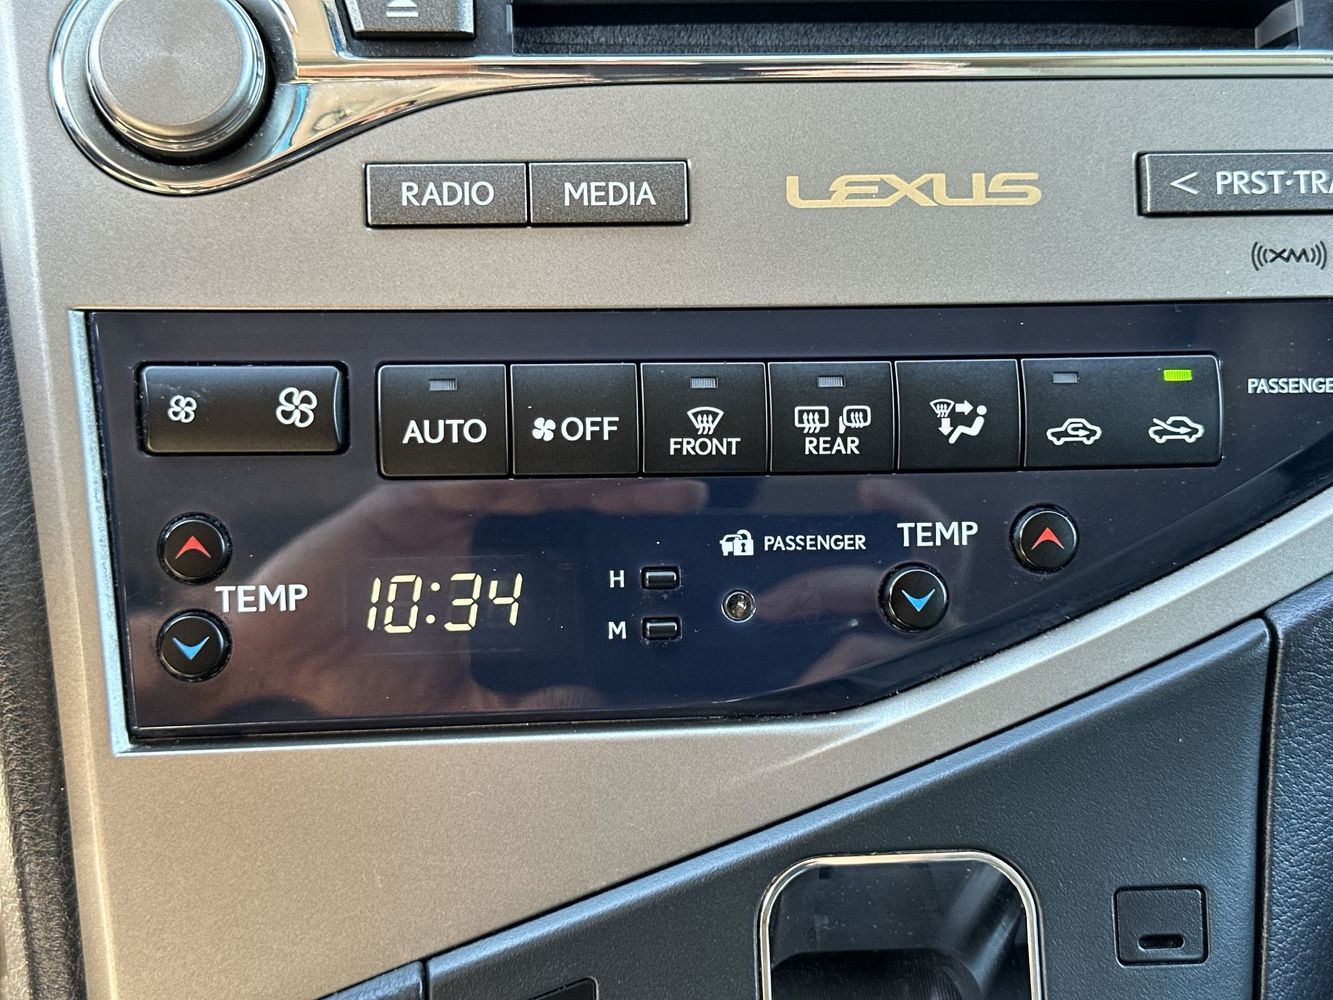 RADIO
MEDIA
LEXUS
< PRST·TRA
((XM))
AUTO
OFF
FRONT
REAR
PASSENGE
TEMP
10:34
H
M
PASSENGER
TEMP